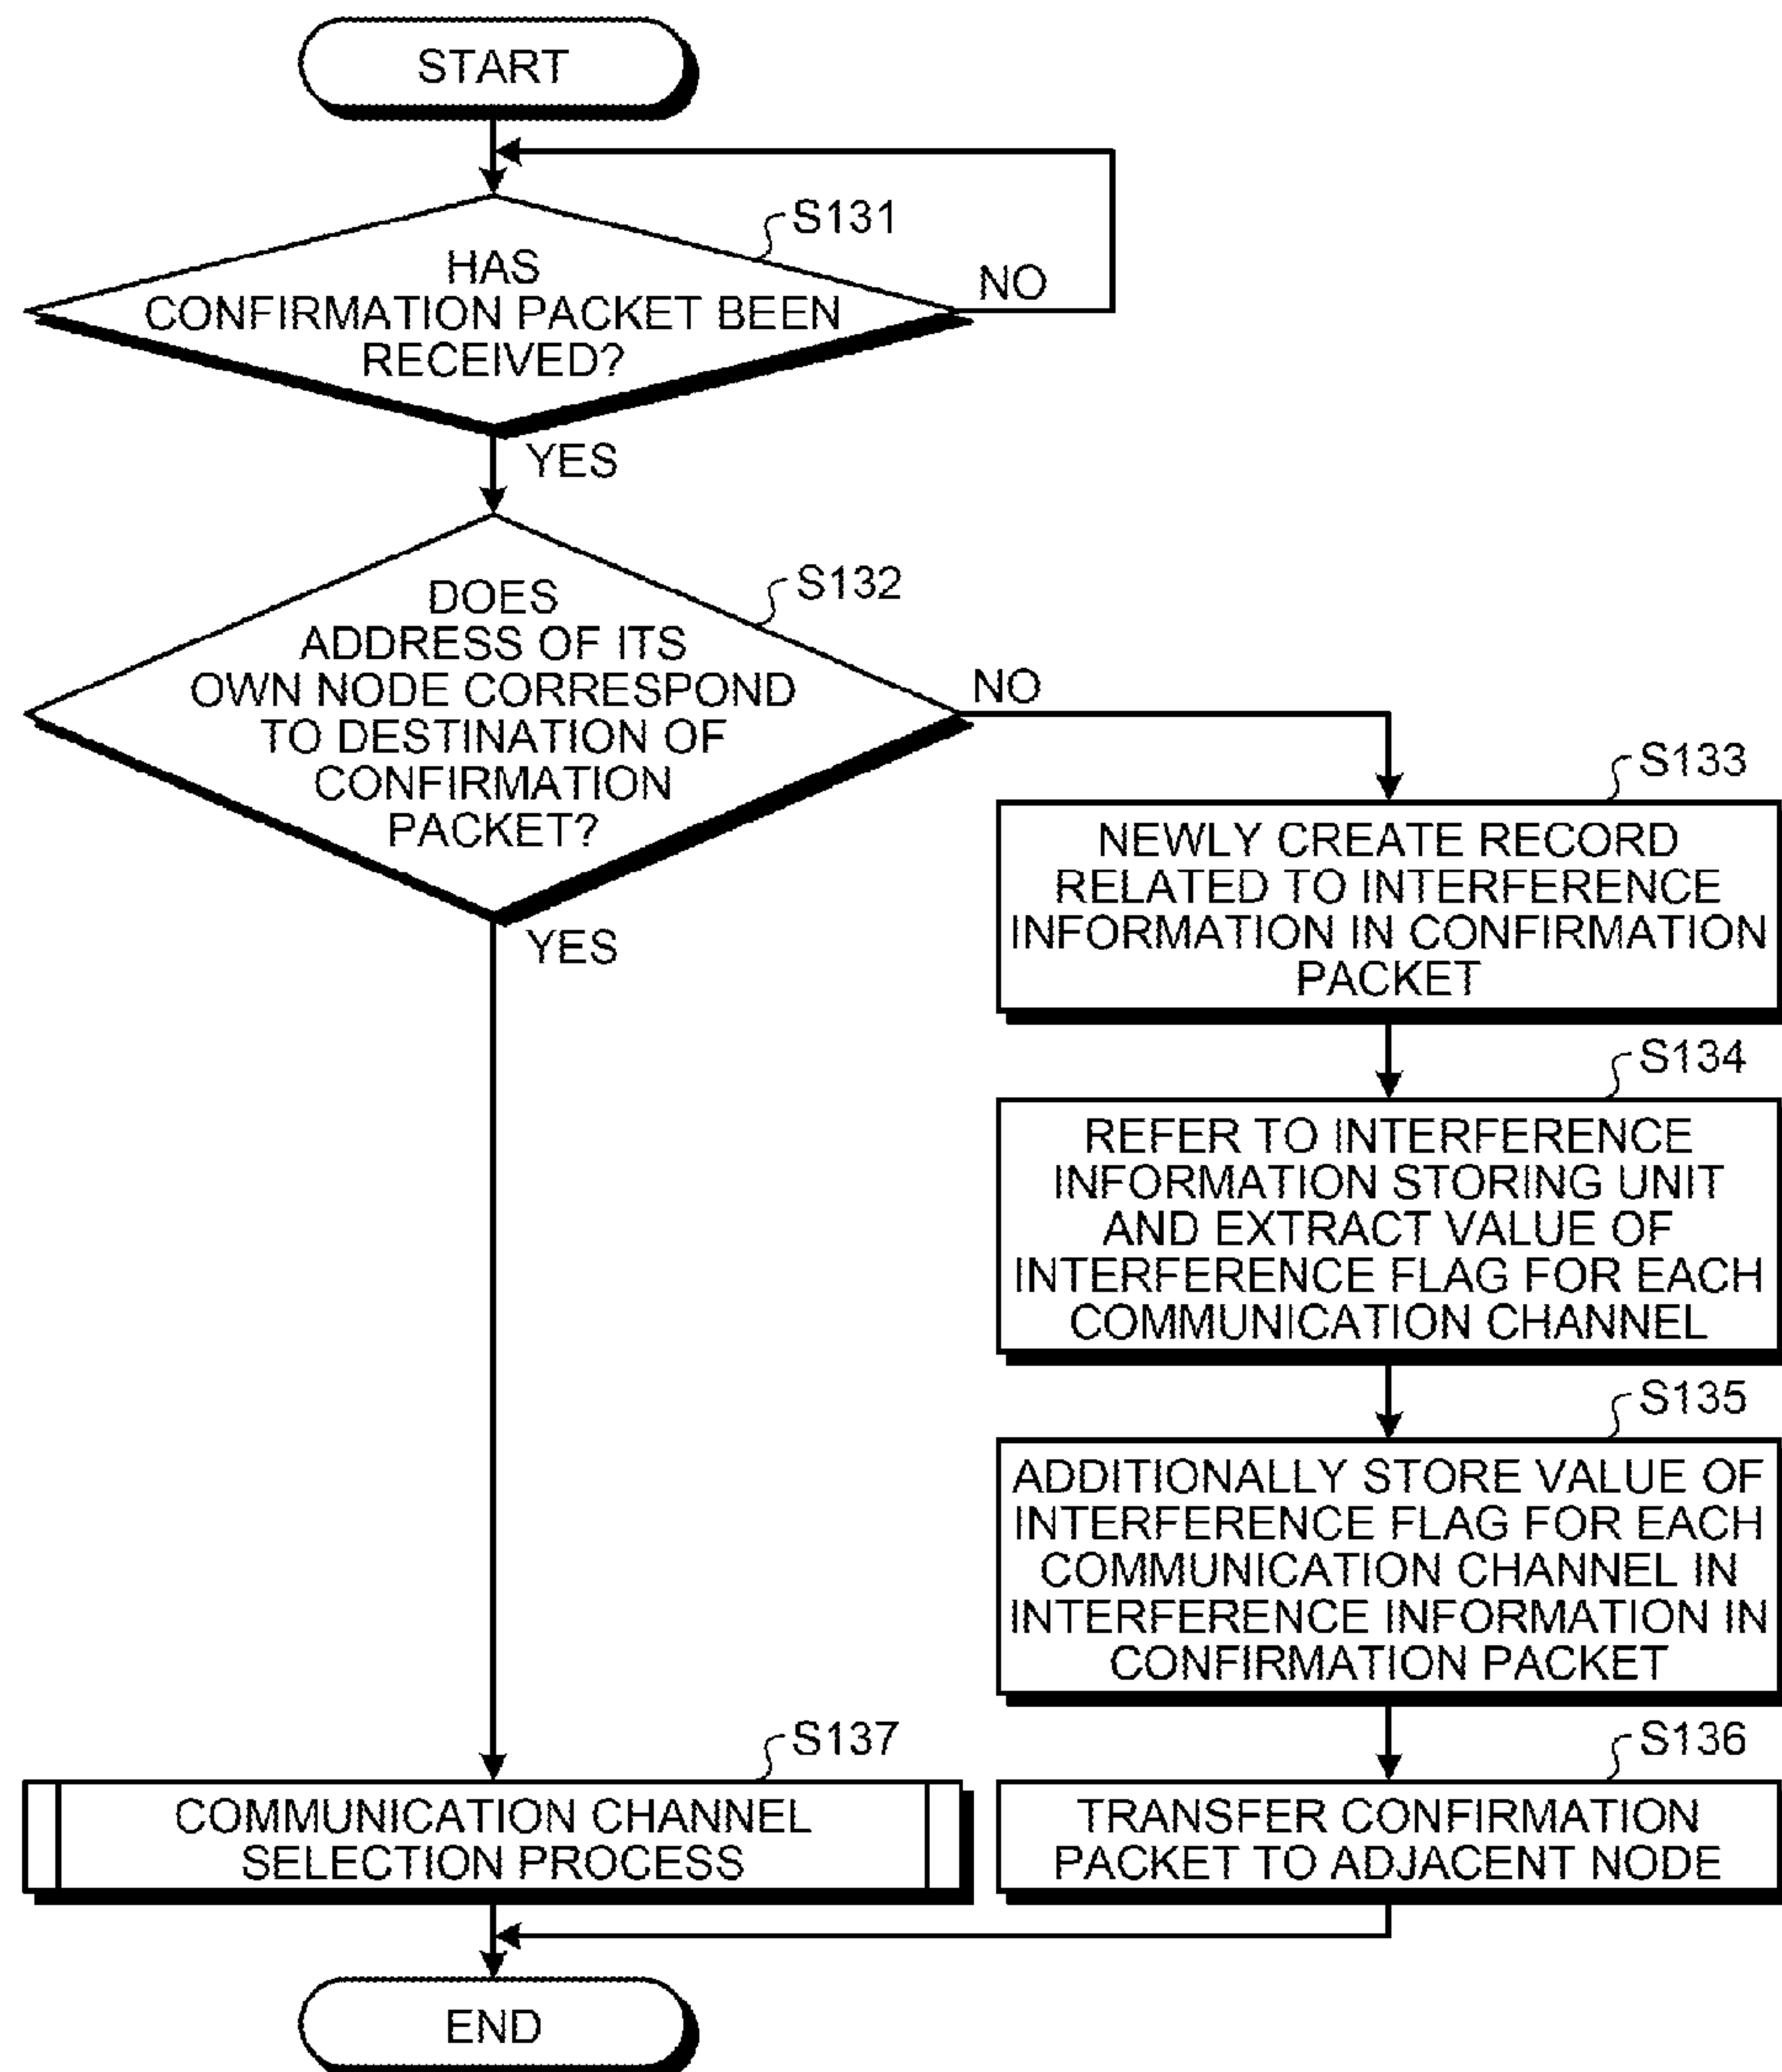 START
S131
HAS
CONFIRMATION PACKET BEEN
RECEIVED?
NO
YES
S132
DOES
ADDRESS OF ITS
OWN NODE CORRESPOND
TO DESTINATION OF
CONFIRMATION
PACKET?
NO
YES
S133
NEWLY CREATE RECORD
RELATED TO INTERFERENCE
INFORMATION IN CONFIRMATION
PACKET
S134
REFER TO INTERFERENCE
INFORMATION STORING UNIT
AND EXTRACT VALUE OF
INTERFERENCE FLAG FOR EACH
COMMUNICATION CHANNEL
S135
ADDITIONALLY STORE VALUE OF
INTERFERENCE FLAG FOR EACH
COMMUNICATION CHANNEL IN
INTERFERENCE INFORMATION IN
CONFIRMATION PACKET
S137
COMMUNICATION CHANNEL
SELECTION PROCESS
S136
TRANSFER CONFIRMATION
PACKET TO ADJACENT NODE
END